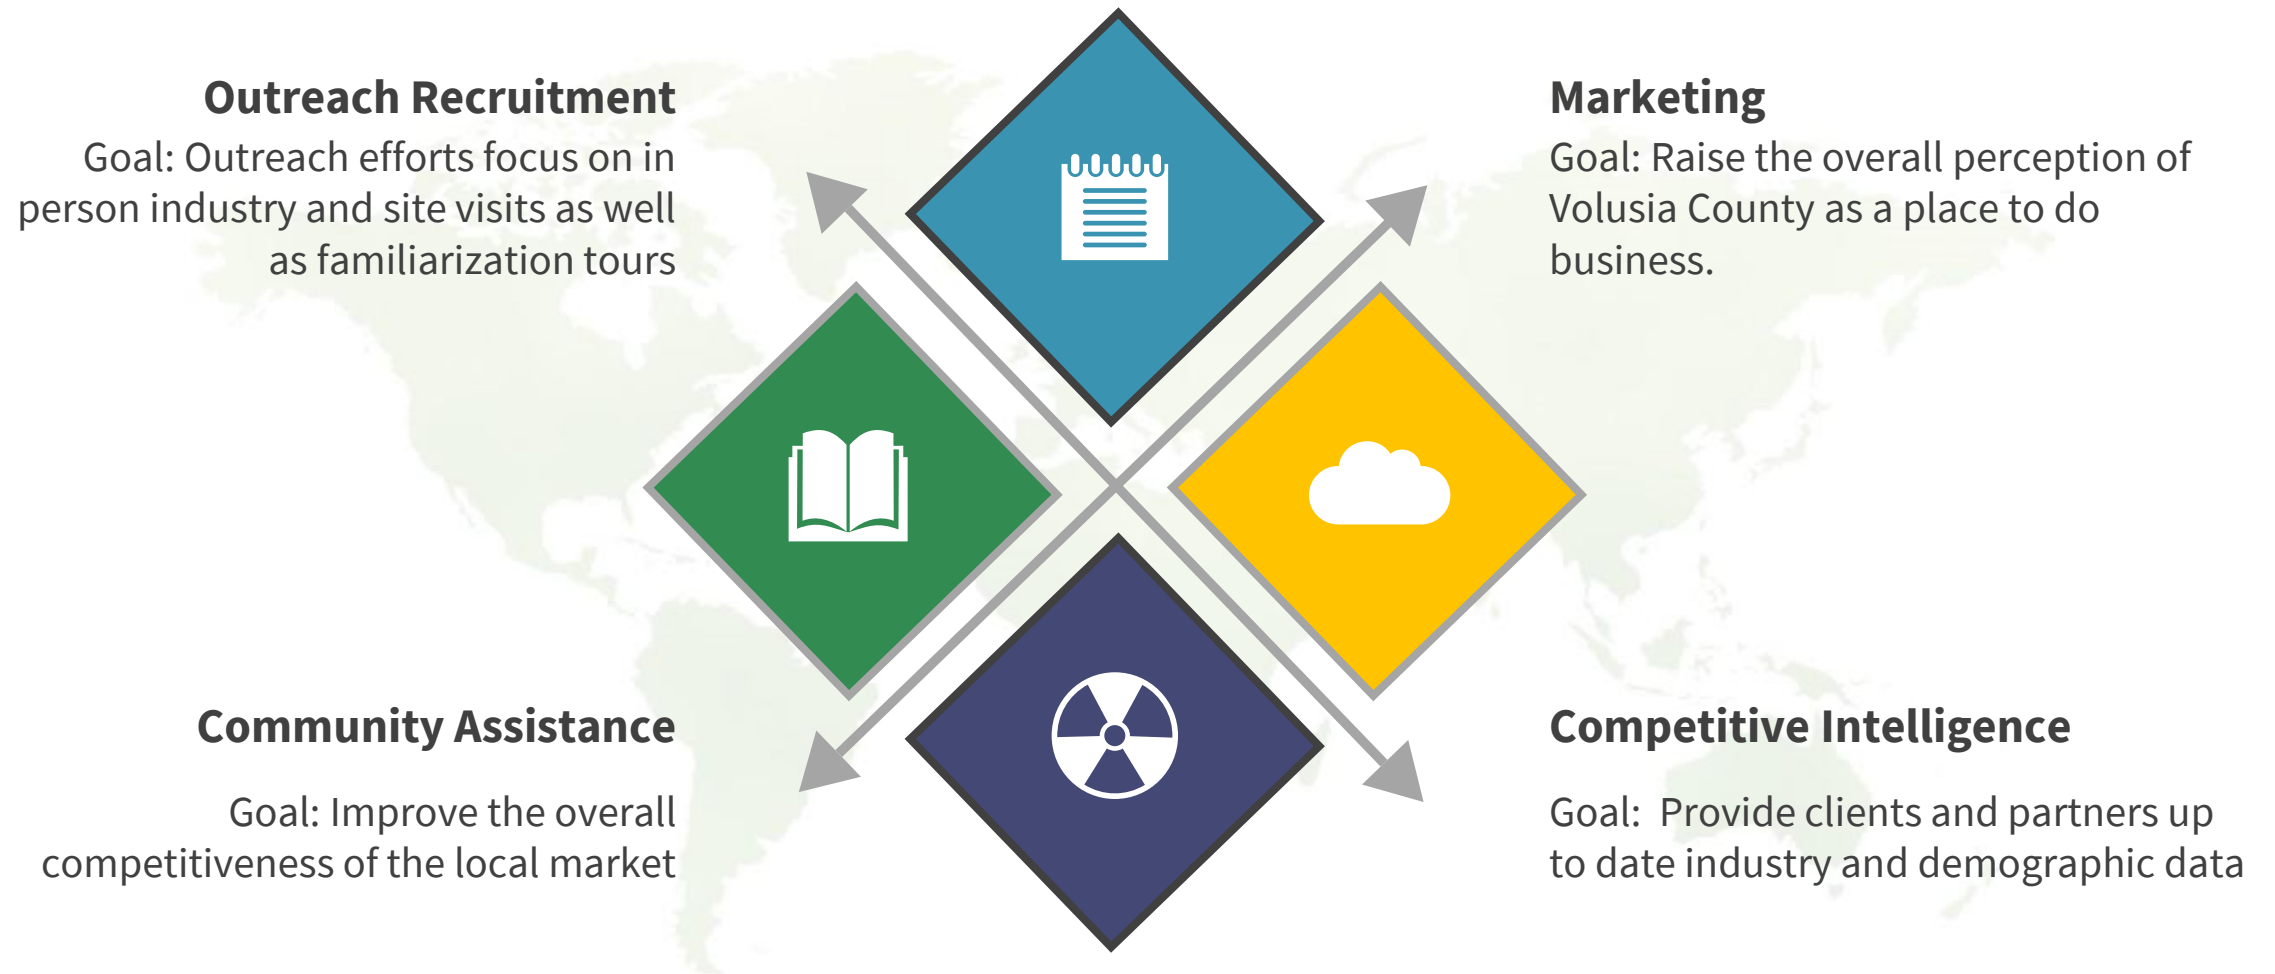 Outreach Recruitment
Goal: Outreach efforts focus on in
person industry and site visits as well
as familiarization tours
Marketing
Goal: Raise the overall perception of
Volusia County as a place to do
business.
Community Assistance
Goal: Improve the overall
competitiveness of the local market
Competitive Intelligence
Goal:  Provide clients and partners up
to date industry and demographic data